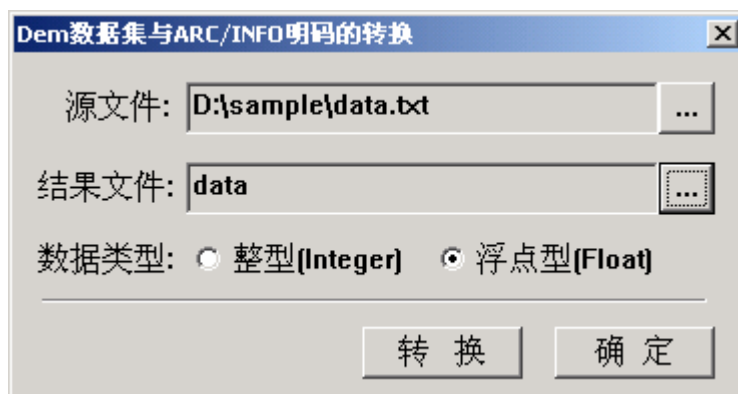 Dem数据集与ARC/INFO明码的转换
源文件: D:\sample\data.txt ...
结果文件: data ...
数据类型: 整型(Integer) 浮点型(Float)
转 换 确 定